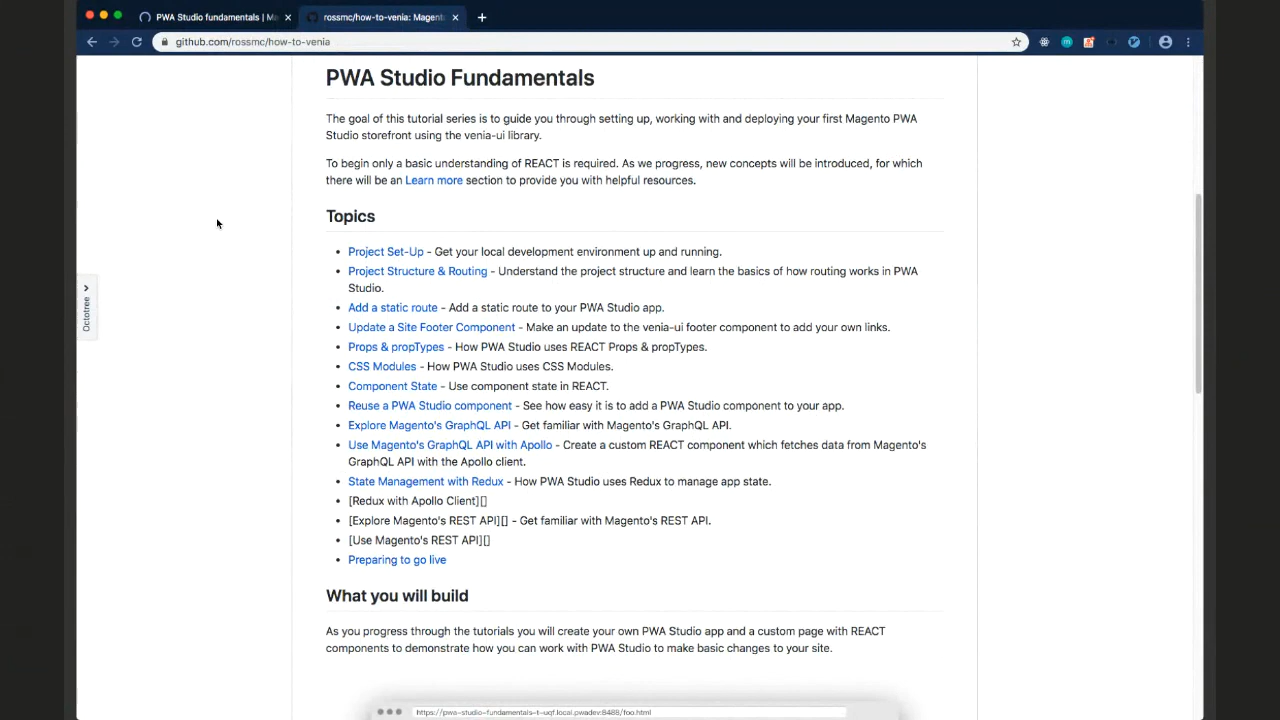 PWA Studio fundamentals | Ma
rossmc/how-to-venia: Magent
github.com/rossmc/how-to-venia
PWA Studio Fundamentals
The goal of this tutorial series is to guide you through setting up, working with and deploying your first Magento PWA
Studio storefront using the venia-ui library.
To begin only a basic understanding of REACT is required. As we progress, new concepts will be introduced, for which
there will be an Learn more section to provide you with helpful resources.
Topics
• Project Set-Up - Get your local development environment up and running.
• Project Structure & Routing - Understand the project structure and learn the basics of how routing works in PWA
Studio.
• Add a static route - Add a static route to your PWA Studio app.
• Update a Site Footer Component - Make an update to the venia-ui footer component to add your own links.
• Props & propTypes - How PWA Studio uses REACT Props & propTypes.
• CSS Modules - How PWA Studio uses CSS Modules.
• Component State - Use component state in REACT.
• Reuse a PWA Studio component - See how easy it is to add a PWA Studio component to your app.
• Explore Magento's GraphQL API - Get familiar with Magento's GraphQL API.
• Use Magento's GraphQL API with Apollo - Create a custom REACT component which fetches data from Magento's
GraphQL API with the Apollo client.
• State Management with Redux - How PWA Studio uses Redux to manage app state.
• [Redux with Apollo Client][]
• [Explore Magento's REST API][] - Get familiar with Magento's REST API.
• [Use Magento's REST API][]
• Preparing to go live
Octotree
What you will build
As you progress through the tutorials you will create your own PWA Studio app and a custom page with REACT
components to demonstrate how you can work with PWA Studio to make basic changes to your site.
https://pwa-studio-fundamentals-t-uqf.local.pwadev:8488/foo.html